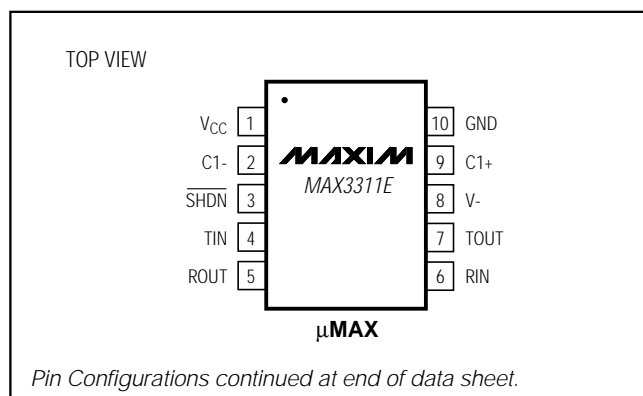 TOP VIEW
VCC 1
C1- 2
SHDN 3
TIN 4
ROUT 5
MAXIM
MAX3311E
10 GND
9 C1+
8 V-
7 TOUT
6 RIN
μMAX
Pin Configurations continued at end of data sheet.